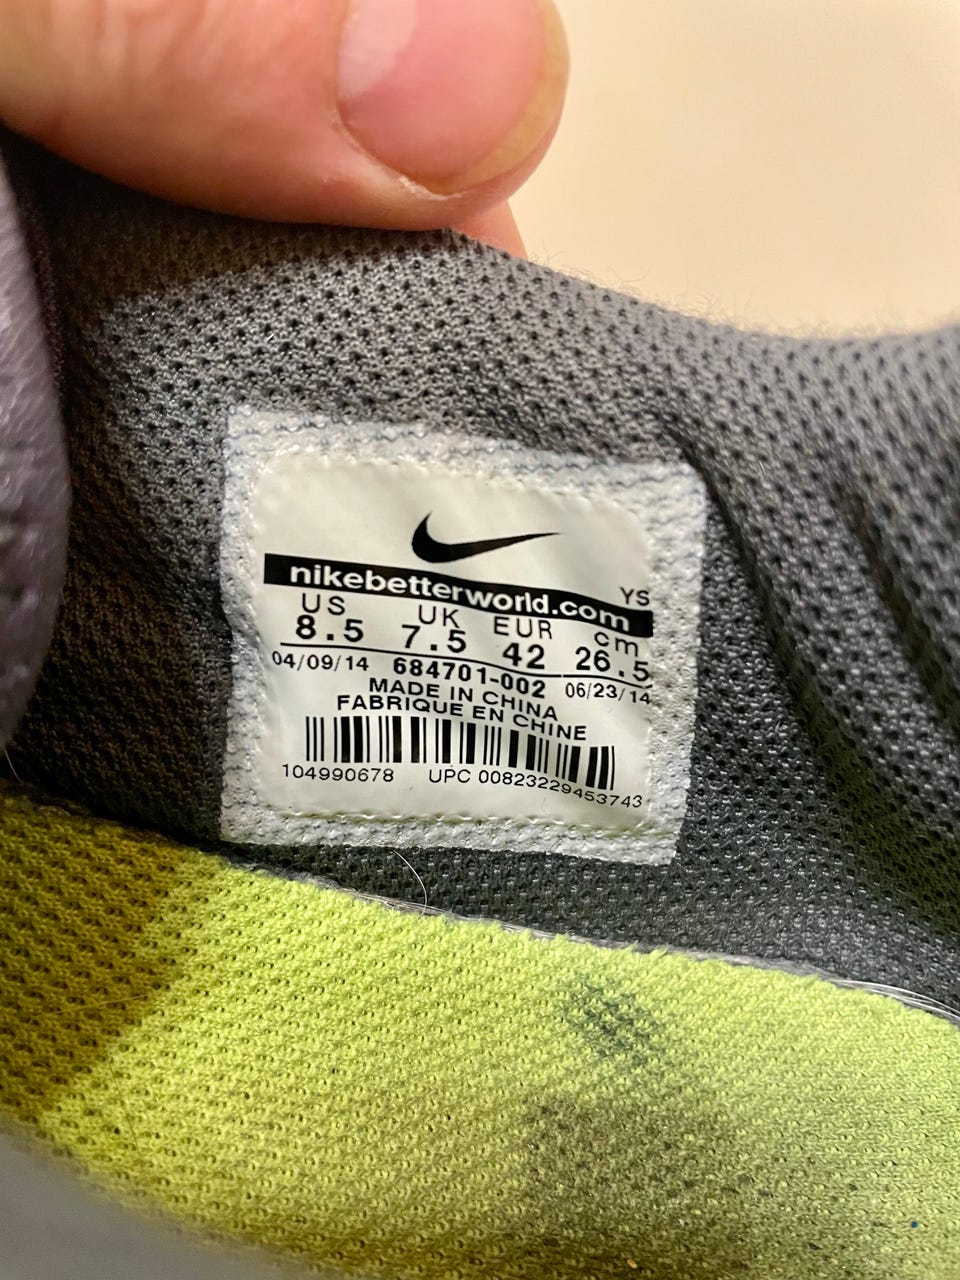 YS
nikebetterworld.com
US UK EUR cm
8.5 7.5 42 26.5
04/09/14 684701-002 06/23/14
MADE IN CHINA
FABRIQUE EN CHINE
104990678 UPC 00823229453743